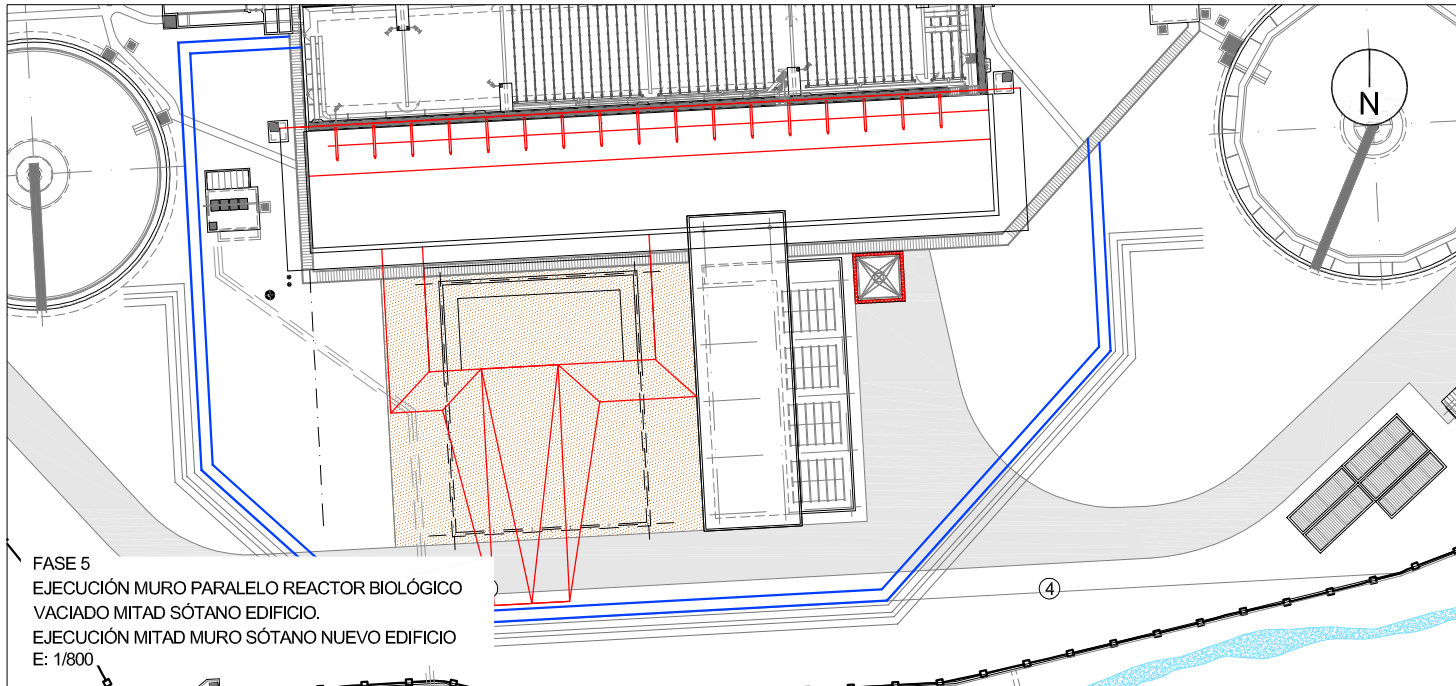 N
FASE 5
EJECUCIÓN MURO PARALELO REACTOR BIOLÓGICO
VACIADO MITAD SÓTANO EDIFICIO.
EJECUCIÓN MITAD MURO SÓTANO NUEVO EDIFICIO
E: 1/800
4